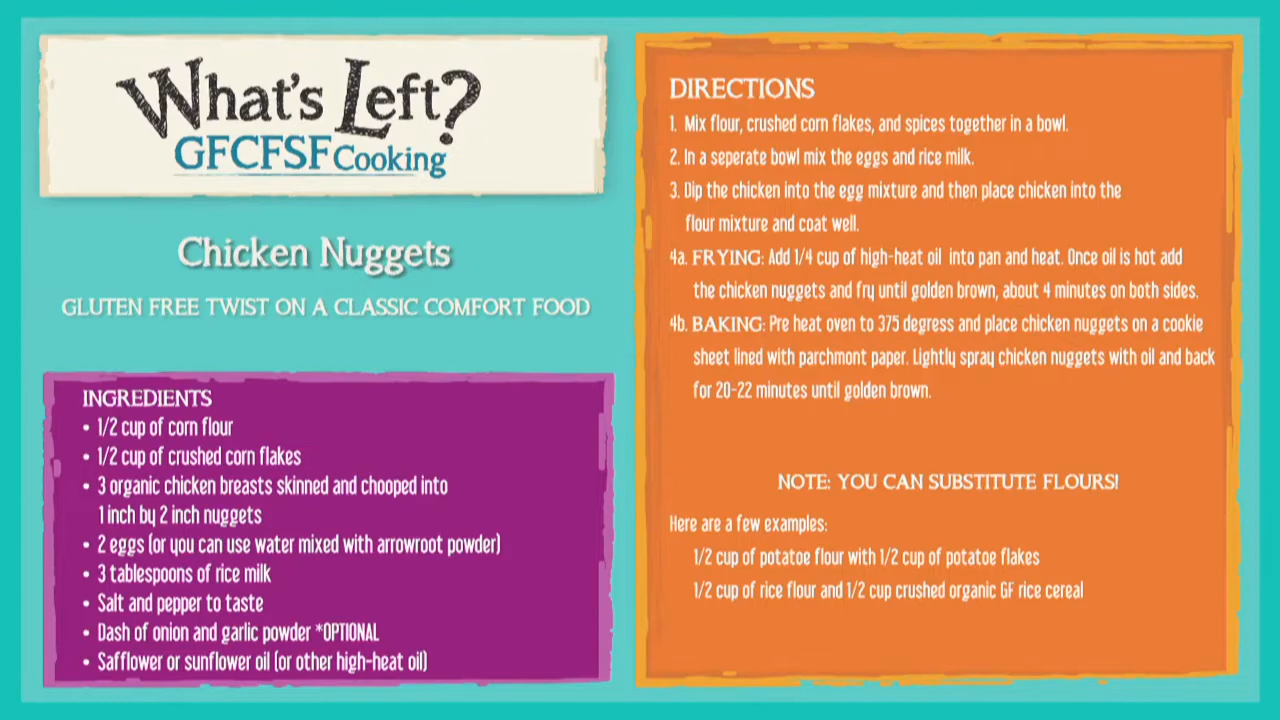 What's Left?
GFCFSF Cooking
Chicken Nuggets
GLUTEN FREE TWIST ON A CLASSIC COMFORT FOOD
INGREDIENTS
• 1/2 cup of corn flour
• 1/2 cup of crushed corn flakes
• 3 organic chicken breasts skinned and chooped into
1 inch by 2 inch nuggets
• 2 eggs (or you can use water mixed with arrowroot powder)
• 3 tablespoons of rice milk
• Salt and pepper to taste
• Dash of onion and garlic powder *OPTIONAL
• Safflower or sunflower oil (or other high-heat oil)
DIRECTIONS
1. Mix flour, crushed corn flakes, and spices together in a bowl.
2. In a seperate bowl mix the eggs and rice milk.
3. Dip the chicken into the egg mixture and then place chicken into the
flour mixture and coat well.
4a. FRYING: Add 1/4 cup of high-heat oil into pan and heat. Once oil is hot add
the chicken nuggets and fry until golden brown, about 4 minutes on both sides.
4b. BAKING: Pre heat oven to 375 degress and place chicken nuggets on a cookie
sheet lined with parchmont paper. Lightly spray chicken nuggets with oil and back
for 20-22 minutes until golden brown.
NOTE: YOU CAN SUBSTITUTE FLOURS!
Here are a few examples:
1/2 cup of potatoe flour with 1/2 cup of potatoe flakes
1/2 cup of rice flour and 1/2 cup crushed organic GF rice cereal